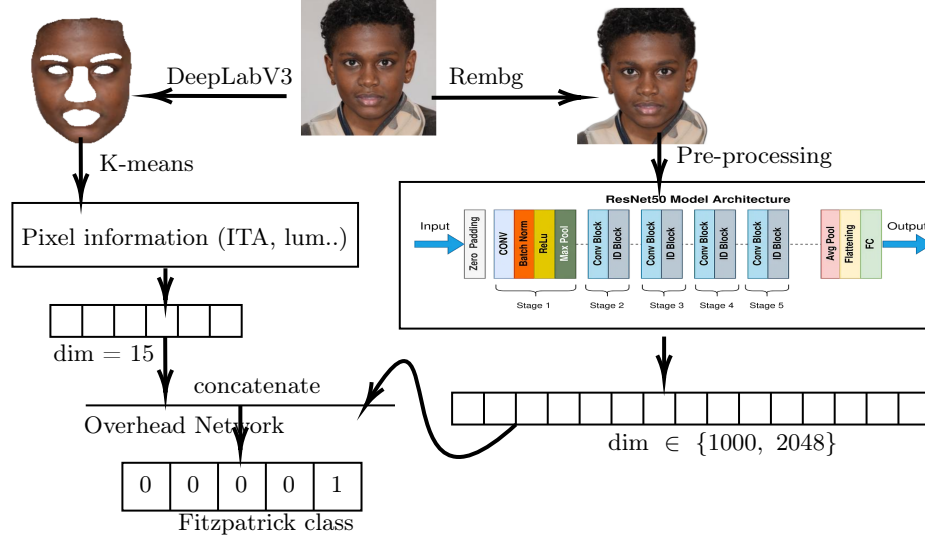 DeepLabV3
Rembg
K-means
Pre-processing
Pixel information (ITA, lum..)
ResNet50 Model Architecture
Input
Zero Padding
CONV
Batch Norm
ReLu
Max Pool
Conv Block
ID Block
Conv Block
ID Block
Conv Block
ID Block
Conv Block
ID Block
Avg Pool
Flattening
FC
Output
Stage 1
Stage 2
Stage 3
Stage 4
Stage 5
dim = 15
concatenate
Overhead Network
dim ∈ {1000, 2048}
0 0 0 0 1
Fitzpatrick class